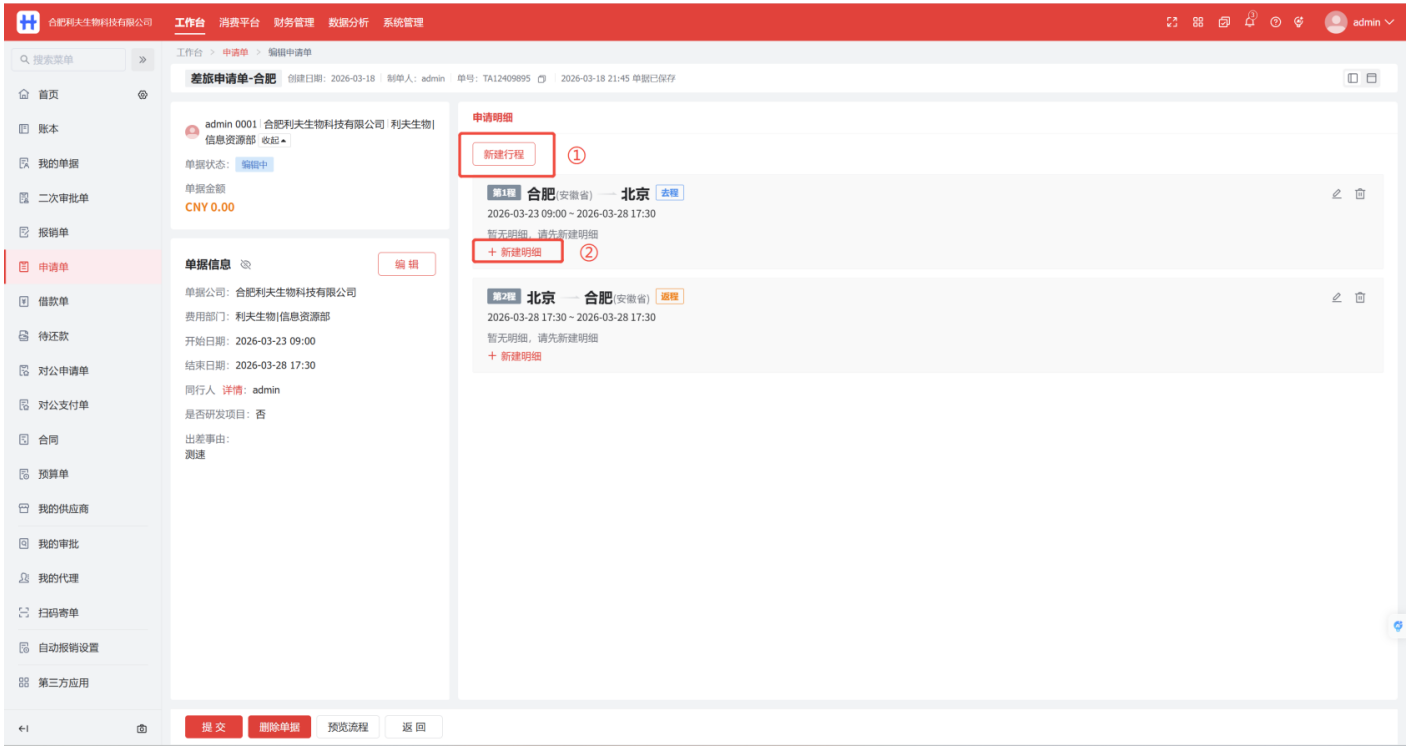 合肥利夫生物科技有限公司 工作台 消费平台 财务管理 数据分析 系统管理 3 admin
搜索菜单
首页
账本
我的单据
二次审批单
报销单
申请单
借款单
待还款
对公申请单
对公支付单
合同
预算单
我的供应商
我的审批
我的代理
扫码寄单
自动报销设置
第三方应用
工作台 > 申请单 > 编辑申请单
差旅申请单-合肥 创建日期: 2026-03-18 制单人: admin 单号: TA12409895 2026-03-18 21:45 单据已保存
admin 0001 合肥利夫生物科技有限公司 利夫生物|
信息资源部 收起
单据状态: 编辑中
单据金额
CNY 0.00
单据信息 编 辑
单据公司: 合肥利夫生物科技有限公司
费用部门: 利夫生物|信息资源部
开始日期: 2026-03-23 09:00
结束日期: 2026-03-28 17:30
同行人 详情: admin
是否研发项目: 否
出差事由:
测速
申请明细
新建行程 ①
第1程 合肥(安徽省) — 北京 去程
2026-03-23 09:00 ~ 2026-03-28 17:30
暂无明细, 请先新建明细
+ 新建明细 ②
第2程 北京 — 合肥(安徽省) 返程
2026-03-28 17:30 ~ 2026-03-28 17:30
暂无明细, 请先新建明细
+ 新建明细
提 交 删除单据 预览流程 返 回